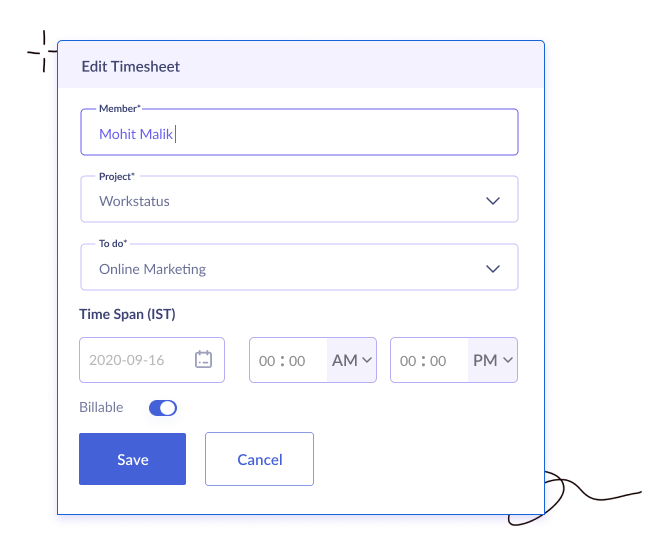 Edit Timesheet
Member*
Mohit Malik
Project*
Workstatus
To do*
Online Marketing
Time Span (IST)
2020-09-16 00 : 00 AM 00 : 00 PM
Billable
Save Cancel